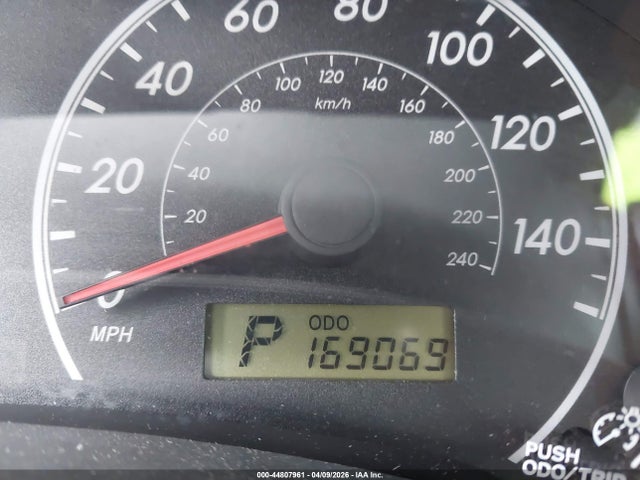 60 80
40 100
20 120
0 140
MPH
20 40 60 80 100 120 140 160 180 200 220 240
km/h
P ODO
169069
PUSH
ODO/TRIP
000-44807961 - 04/09/2026 - IAA Inc.